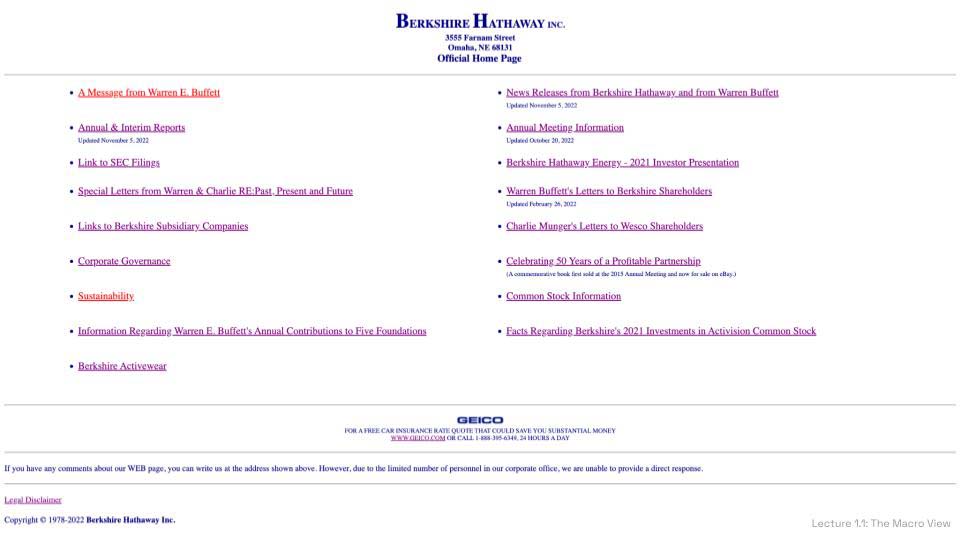 BERKSHIRE HATHAWAY INC.
3555 Farnam Street
Omaha, NE 68131
Official Home Page
A Message from Warren E. Buffett
Annual & Interim Reports
Updated November 5, 2022
Link to SEC Filings
Special Letters from Warren & Charlie RE:Past, Present and Future
Links to Berkshire Subsidiary Companies
Corporate Governance
Sustainability
Information Regarding Warren E. Buffett's Annual Contributions to Five Foundations
Berkshire Activewear
News Releases from Berkshire Hathaway and from Warren Buffett
Updated November 5, 2022
Annual Meeting Information
Updated October 20, 2022
Berkshire Hathaway Energy - 2021 Investor Presentation
Warren Buffett's Letters to Berkshire Shareholders
Updated February 26, 2022
Charlie Munger's Letters to Wesco Shareholders
Celebrating 50 Years of a Profitable Partnership
(A commemorative book first sold at the 2015 Annual Meeting and now for sale on eBay.)
Common Stock Information
Facts Regarding Berkshire's 2021 Investments in Activision Common Stock
GEICO
FOR A FREE CAR INSURANCE RATE QUOTE THAT COULD SAVE YOU SUBSTANTIAL MONEY
WWW.GEICO.COM OR CALL 1-888-395-6349, 24 HOURS A DAY
If you have any comments about our WEB page, you can write us at the address shown above. However, due to the limited number of personnel in our corporate office, we are unable to provide a direct response.
Legal Disclaimer
Copyright © 1978-2022 Berkshire Hathaway Inc.
Lecture 1.1: The Macro View